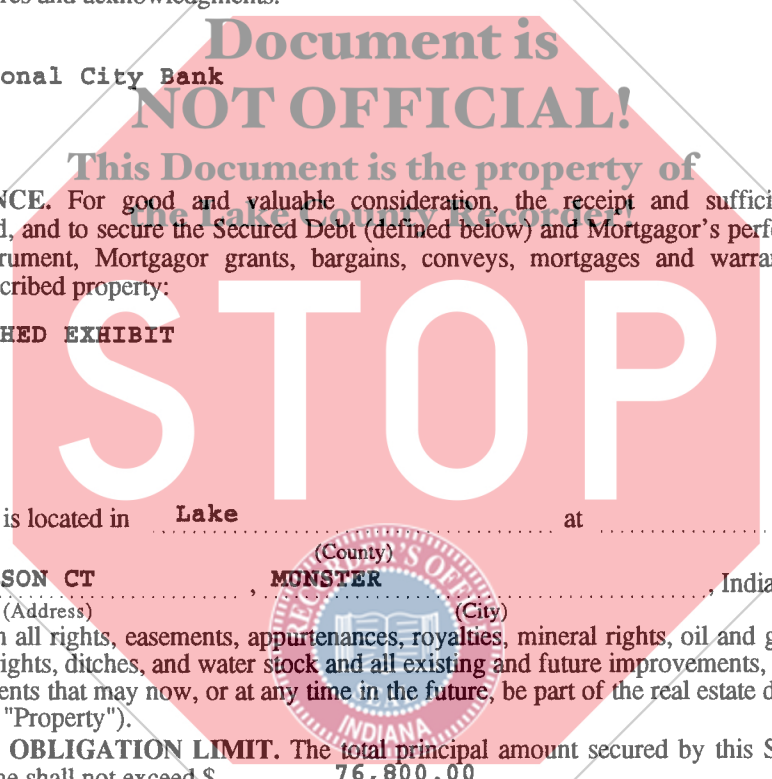 res and acknowledgments.
Document is
onal City Bank
NOT OFFICIAL!
This Document is the property of
NCE. For good and valuable consideration, the receipt and suffici
the Lake County Recorder!
d, and to secure the Secured Debt (defined below) and Mortgagor's perfo
trument, Mortgagor grants, bargains, conveys, mortgages and warra
cribed property:
HED EXHIBIT
STOP
is located in Lake at
(County)
SON CT , MUNSTER , India
(Address) (City)
h all rights, easements, appurtenances, royalties, mineral rights, oil and g
ights, ditches, and water stock and all existing and future improvements,
ents that may now, or at any time in the future, be part of the real estate d
"Property").
OBLIGATION LIMIT. The total principal amount secured by this S
ne shall not exceed $ 76,800.00
RECORDER'S OFFI
SEAL
INDIANA